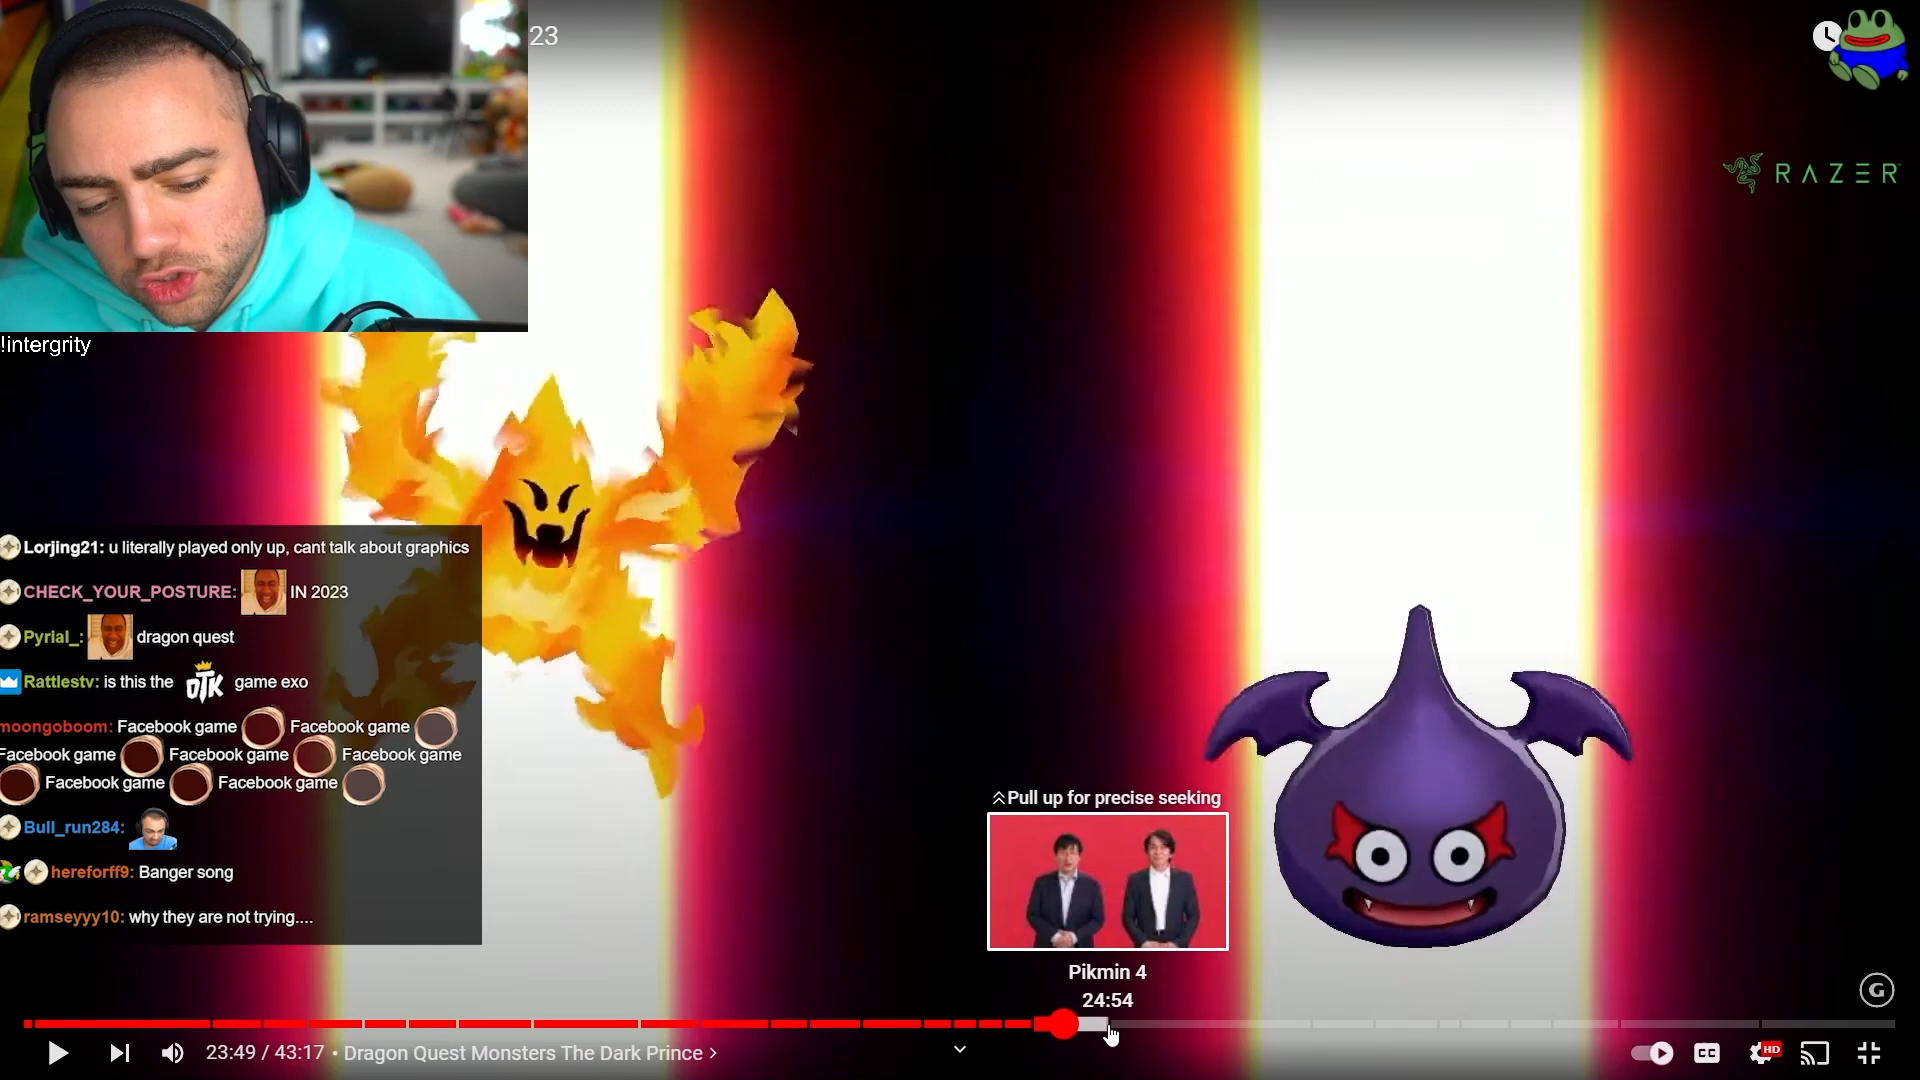 23
RAZER
!intergrity
Lorjing21: u literally played only up, cant talk about graphics
CHECK_YOUR_POSTURE: IN 2023
Pyrial_: dragon quest
Rattlestv: is this the OTK game exo
moongoboom: Facebook game Facebook game
Facebook game Facebook game Facebook game
Facebook game Facebook game
Bull_run284:
hereforff9: Banger song
ramseyyy10: why they are not trying....
Pull up for precise seeking
Pikmin 4
24:54
G
23:49 / 43:17 • Dragon Quest Monsters The Dark Prince >
CC
HD